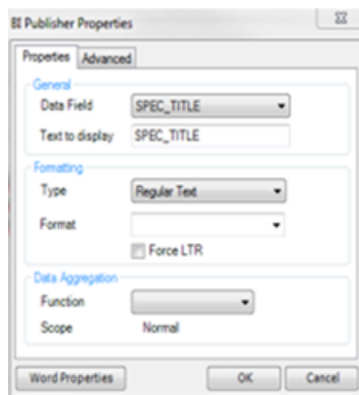 BI Publisher Properties
Properties Advanced
General
Data Field SPEC_TITLE
Text to display SPEC_TITLE
Formatting
Type Regular Text
Format
Force LTR
Data Aggregation
Function
Scope Normal
Word Properties OK Cancel